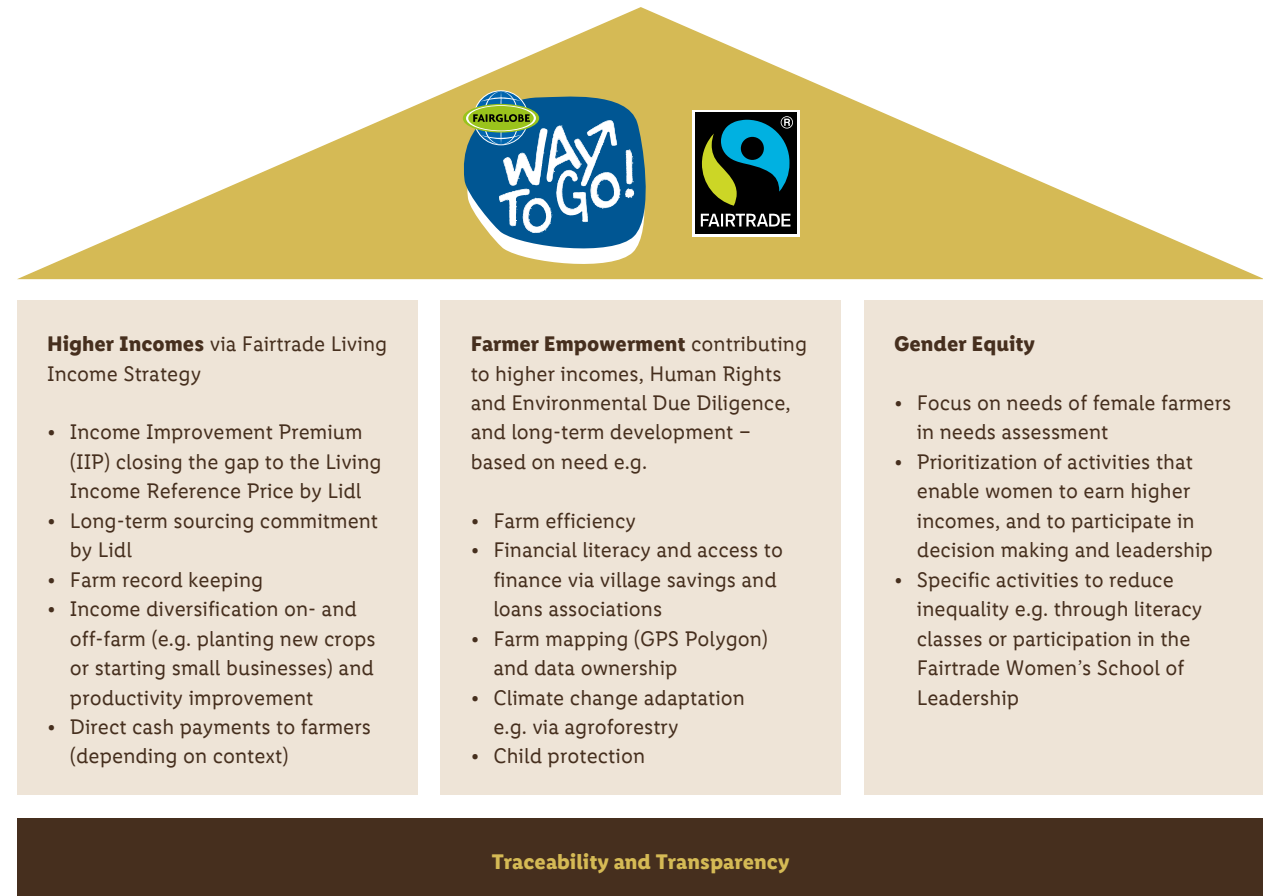 FAIRGLOBE
WAY
TO GO!
®
FAIRTRADE
Higher Incomes via Fairtrade Living
Income Strategy
• Income Improvement Premium
(IIP) closing the gap to the Living
Income Reference Price by Lidl
• Long-term sourcing commitment
by Lidl
• Farm record keeping
• Income diversification on- and
off-farm (e.g. planting new crops
or starting small businesses) and
productivity improvement
• Direct cash payments to farmers
(depending on context)
Farmer Empowerment contributing
to higher incomes, Human Rights
and Environmental Due Diligence,
and long-term development –
based on need e.g.
• Farm efficiency
• Financial literacy and access to
finance via village savings and
loans associations
• Farm mapping (GPS Polygon)
and data ownership
• Climate change adaptation
e.g. via agroforestry
• Child protection
Gender Equity
• Focus on needs of female farmers
in needs assessment
• Prioritization of activities that
enable women to earn higher
incomes, and to participate in
decision making and leadership
• Specific activities to reduce
inequality e.g. through literacy
classes or participation in the
Fairtrade Women’s School of
Leadership
Traceability and Transparency